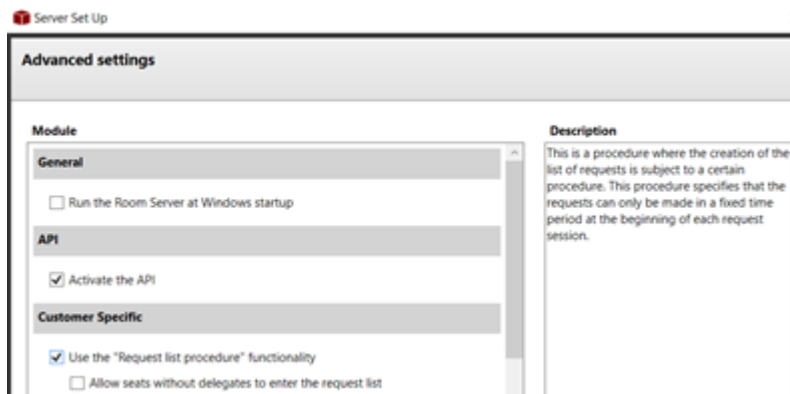 Server Set Up
Advanced settings
Module
General
Run the Room Server at Windows startup
API
Activate the API
Customer Specific
Use the "Request list procedure" functionality
Allow seats without delegates to enter the request list
Description
This is a procedure where the creation of the
list of requests is subject to a certain
procedure. This procedure specifies that the
requests can only be made in a fixed time
period at the beginning of each request
session.